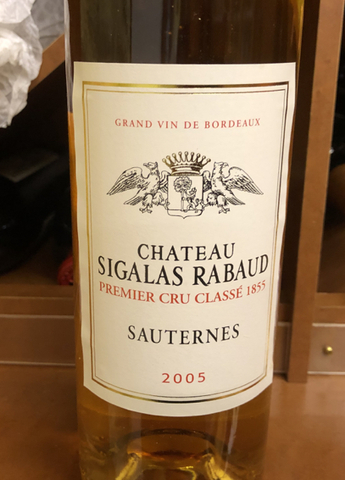 GRAND VIN DE BORDEAUX
CHATEAU
SIGALAS RABAUD
PREMIER CRU CLASSÉ 1855
SAUTERNES
2005